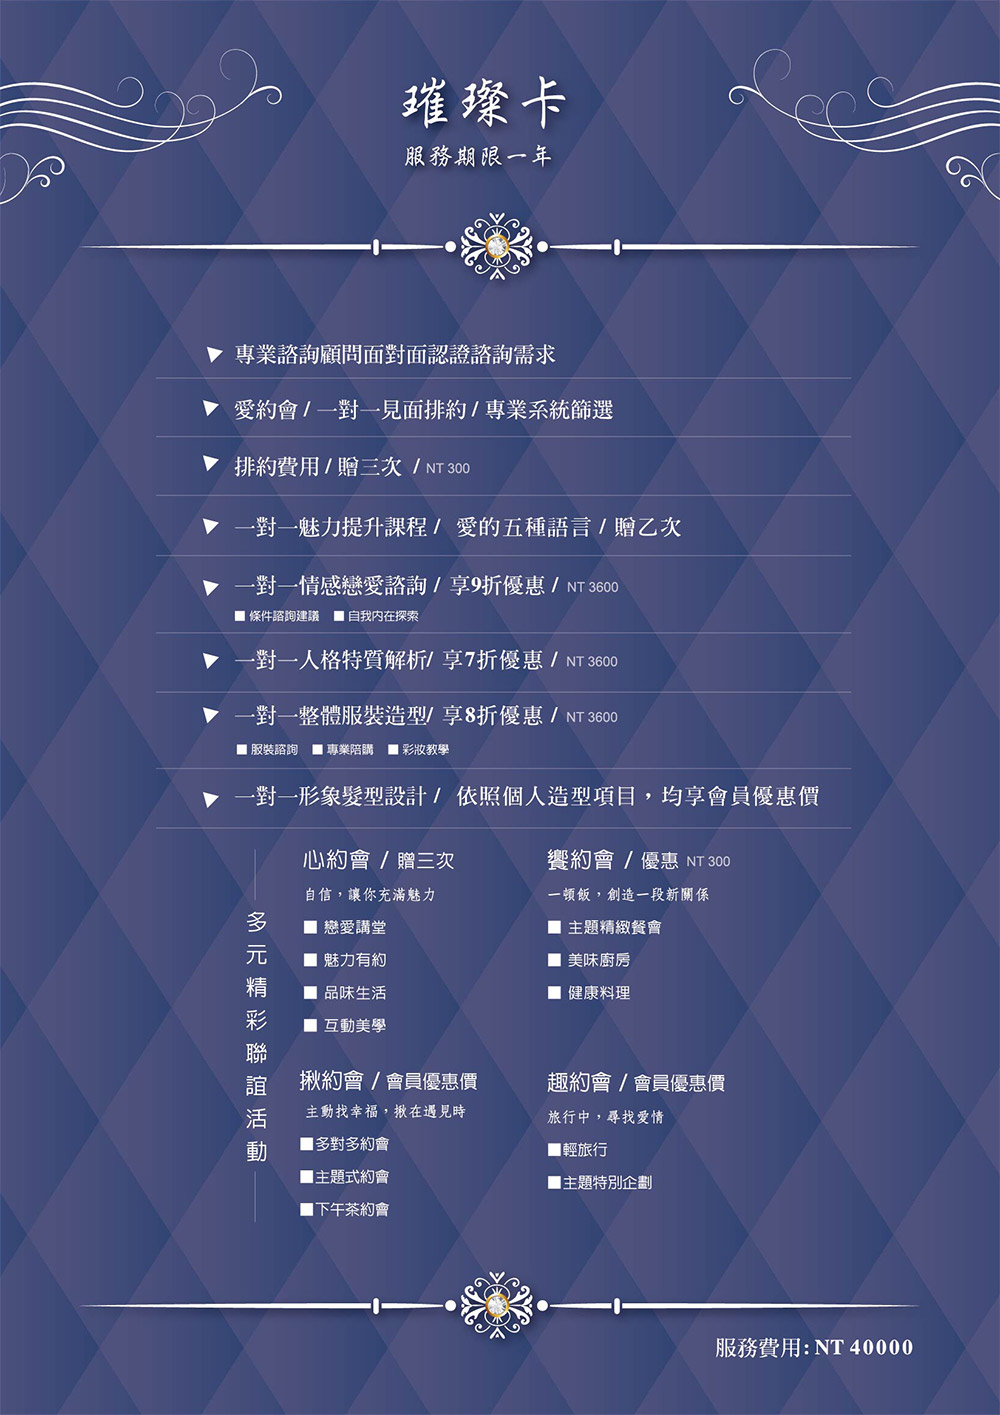 璀璨卡
服務期限一年
專業諮詢顧問面對面認證諮詢需求
愛約會 / 一對一見面排約 / 專業系統篩選
排約費用 / 贈三次 / NT 300
一對一魅力提升課程 / 愛的五種語言 / 贈乙次
一對一情感戀愛諮詢 / 享9折優惠 / NT 3600
■ 條件諮詢建議 ■ 自我內在探索
一對一人格特質解析/ 享7折優惠 / NT 3600
一對一整體服裝造型/ 享8折優惠 / NT 3600
■ 服裝諮詢 ■ 專業陪購 ■ 彩妝教學
一對一形象髮型設計 / 依照個人造型項目，均享會員優惠價
多元精彩聯誼活動
心約會 / 贈三次
自信，讓你充滿魅力
■ 戀愛講堂
■ 魅力有約
■ 品味生活
■ 互動美學
饗約會 / 優惠 NT 300
一頓飯，創造一段新關係
■ 主題精緻餐會
■ 美味廚房
■ 健康料理
揪約會 / 會員優惠價
主動找幸福，揪在遇見時
■多對多約會
■主題式約會
■下午茶約會
趣約會 / 會員優惠價
旅行中，尋找愛情
■輕旅行
■主題特別企劃
服務費用: NT 40000